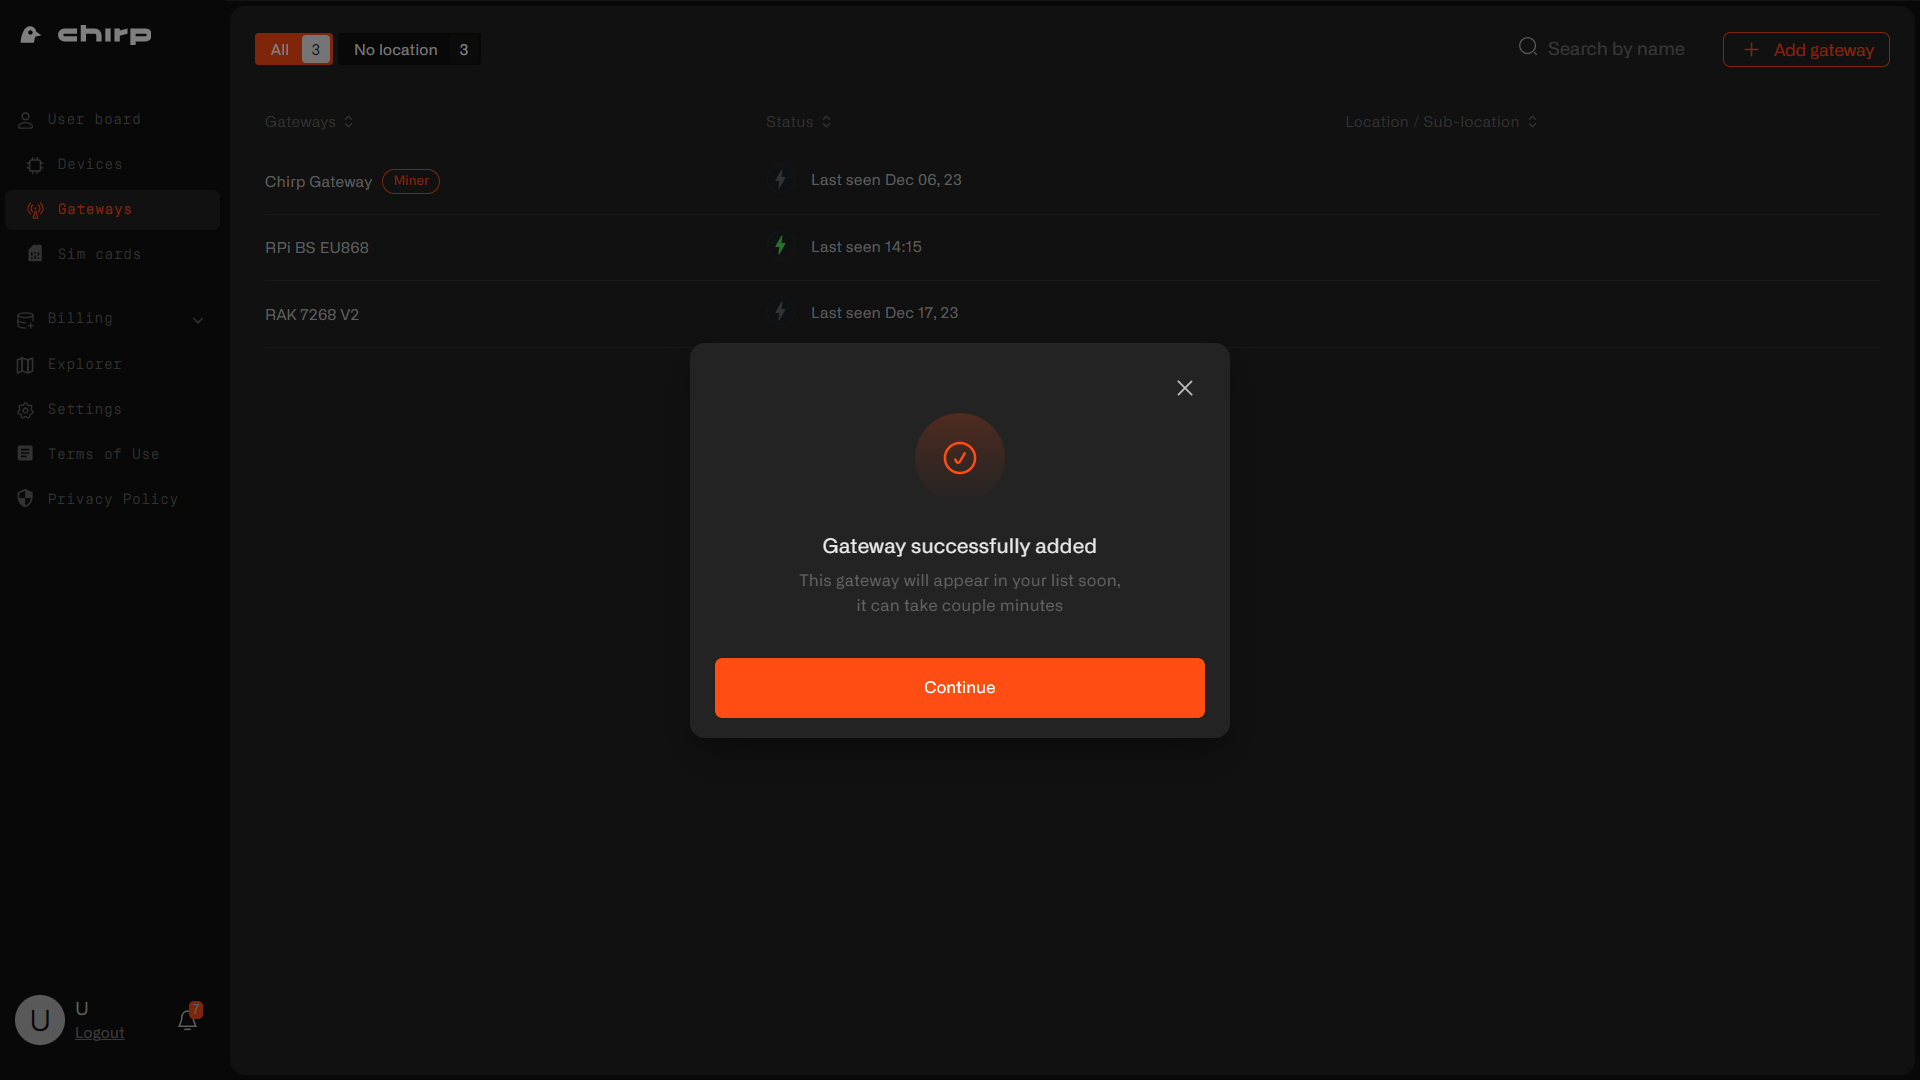 chirp
User board
Devices
Gateways
Sim cards
Billing
Explorer
Settings
Terms of Use
Privacy Policy
U
U
Logout
7
All 3
No location 3
Search by name
+ Add gateway
Gateways Status Location / Sub-location
Chirp Gateway Miner Last seen Dec 06, 23
RPi BS EU868 Last seen 14:15
RAK 7268 V2 Last seen Dec 17, 23
Gateway successfully added
This gateway will appear in your list soon,
it can take couple minutes
Continue